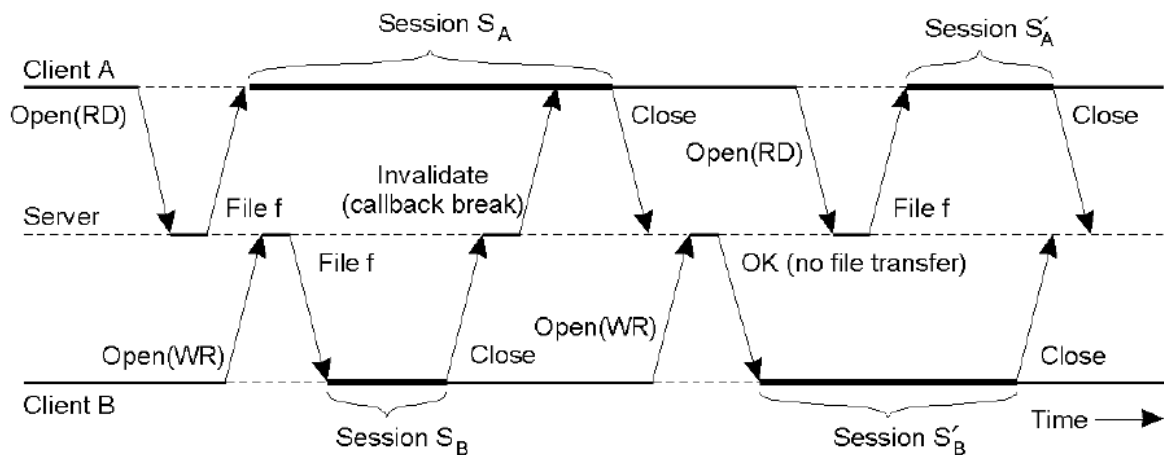 Session S_A
Session S′_A
Client A
Open(RD)
Close
Close
Open(RD)
Invalidate
(callback break)
File f
File f
Server
File f
OK (no file transfer)
Open(WR)
Open(WR)
Close
Close
Client B
Time
Session S_B
Session S′_B